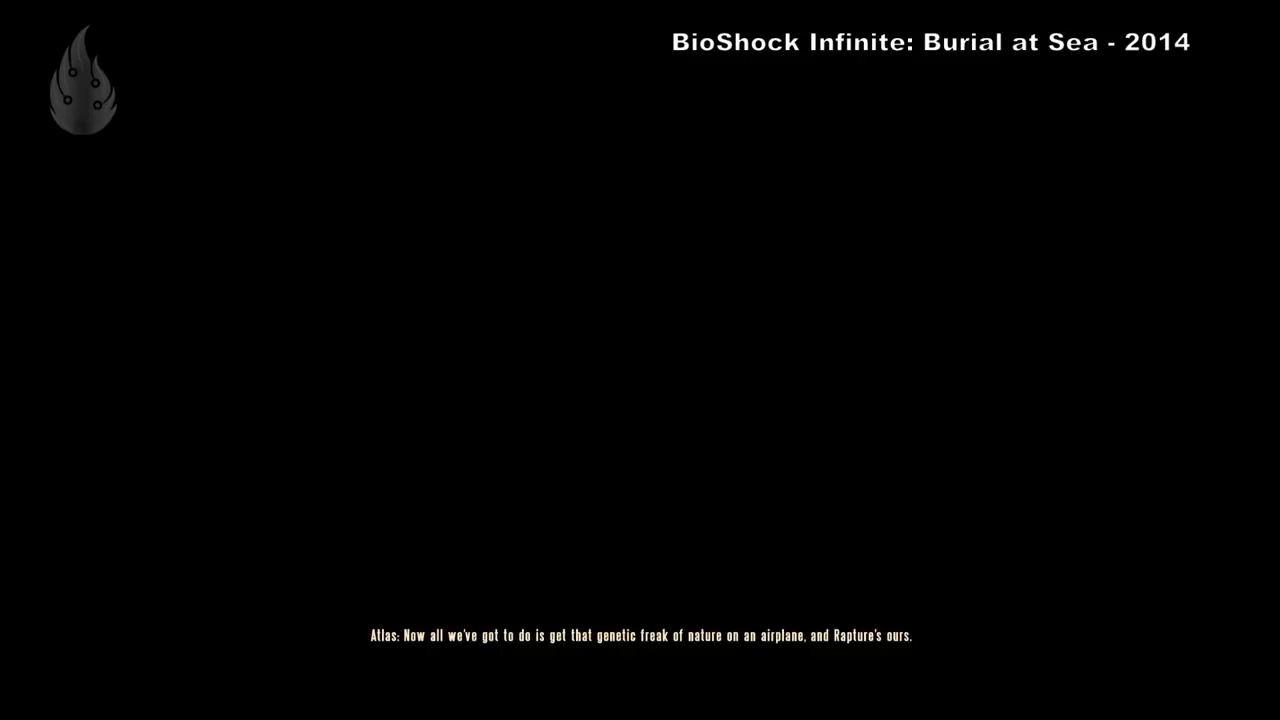 BioShock Infinite: Burial at Sea - 2014
Atlas: Now all we've got to do is get that genetic freak of nature on an airplane, and Rapture's ours.